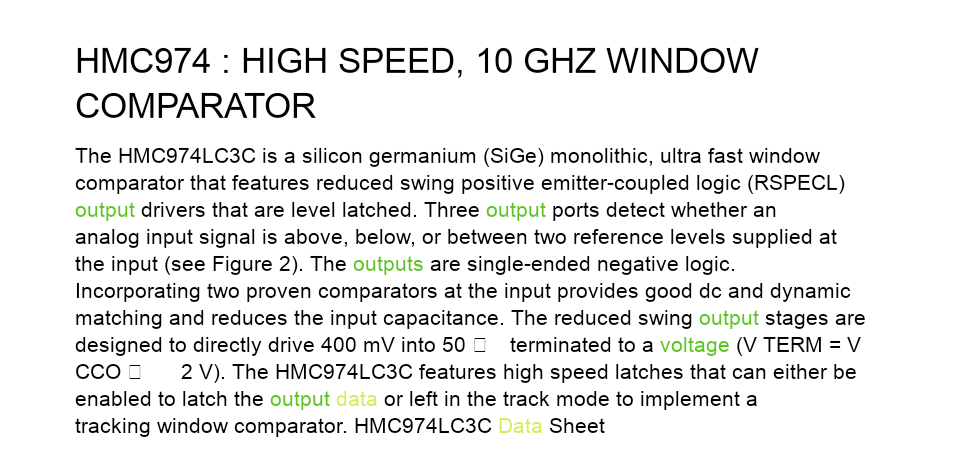 HMC974 : HIGH SPEED, 10 GHZ WINDOW
COMPARATOR
The HMC974LC3C is a silicon germanium (SiGe) monolithic, ultra fast window
comparator that features reduced swing positive emitter-coupled logic (RSPECL)
output drivers that are level latched. Three output ports detect whether an
analog input signal is above, below, or between two reference levels supplied at
the input (see Figure 2). The outputs are single-ended negative logic.
Incorporating two proven comparators at the input provides good dc and dynamic
matching and reduces the input capacitance. The reduced swing output stages are
designed to directly drive 400 mV into 50 □ terminated to a voltage (V TERM = V
CCO □ 2 V). The HMC974LC3C features high speed latches that can either be
enabled to latch the output data or left in the track mode to implement a
tracking window comparator. HMC974LC3C Data Sheet